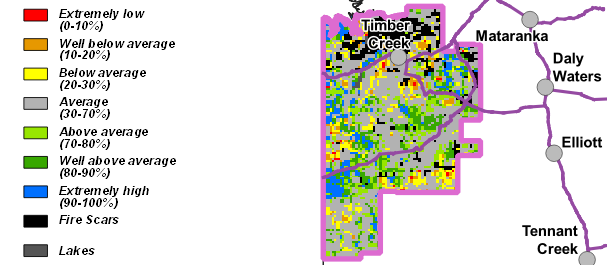 Extremely low
(0-10%)
Well below average
(10-20%)
Below average
(20-30%)
Average
(30-70%)
Above average
(70-80%)
Well above average
(80-90%)
Extremely high
(90-100%)
Fire Scars
Lakes
Timber
Creek
Mataranka
Daly
Waters
Elliott
Tennant
Creek